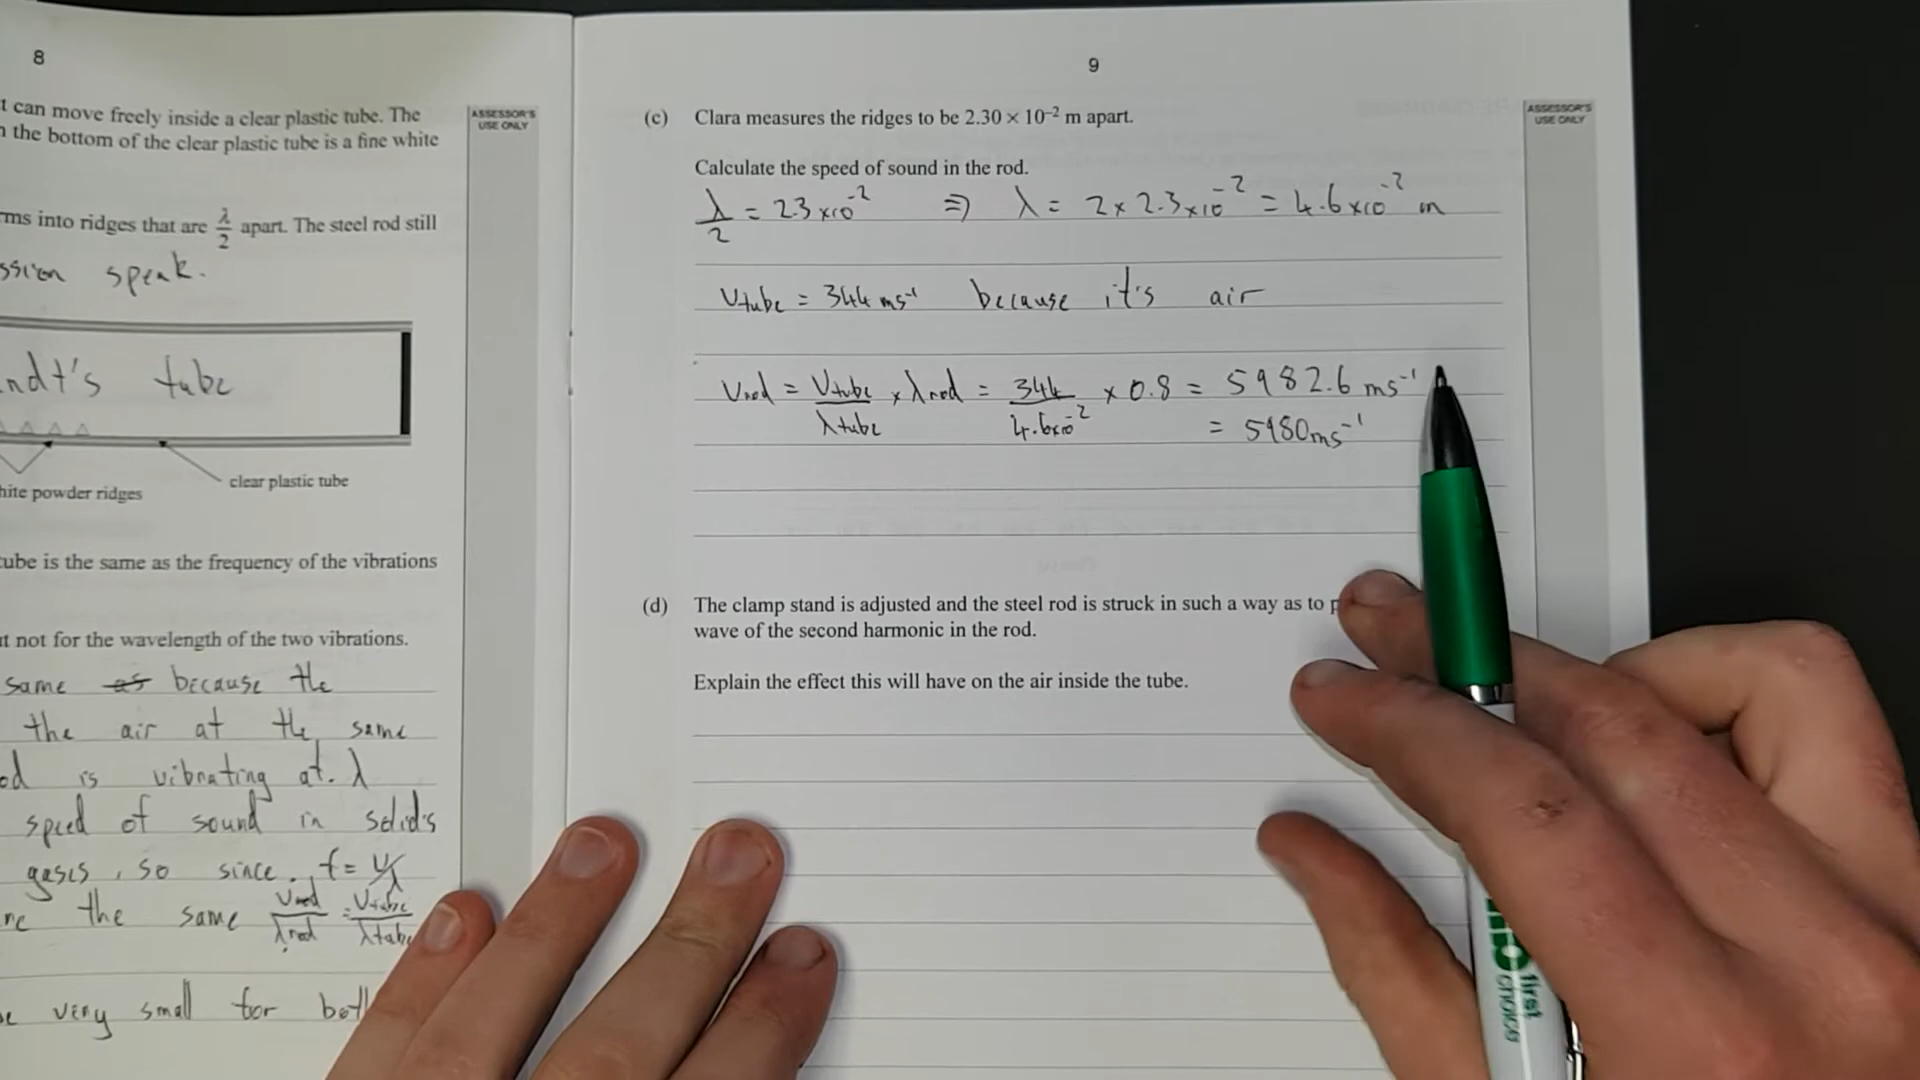 8
t can move freely inside a clear plastic tube. The
the bottom of the clear plastic tube is a fine white
ASSESSOR'S
USE ONLY
rms into ridges that are λ/2 apart. The steel rod still
ssion speak.
ndt's tube
hite powder ridges
clear plastic tube
tube is the same as the frequency of the vibrations
t not for the wavelength of the two vibrations.
same as because the
the air at the same
od is vibrating at. λ
speed of sound in solids
gases, so since. f = v/λ
the same Vrod/λrod = Vtube/λtube
very small for bot
9
ASSESSOR'S
USE ONLY
(c) Clara measures the ridges to be 2.30 × 10⁻² m apart.
Calculate the speed of sound in the rod.
λ/2 = 2.3 ×10⁻² ⇒ λ = 2 × 2.3 ×10⁻² = 4.6 ×10⁻² m
Vtube = 344 ms⁻¹ because it's air
Vrod = Vtube/λtube × λrod = 344/4.6×10⁻² × 0.8 = 5982.6 ms⁻¹
= 5980 ms⁻¹
(d) The clamp stand is adjusted and the steel rod is struck in such a way as to p
wave of the second harmonic in the rod.
Explain the effect this will have on the air inside the tube.
first
choice